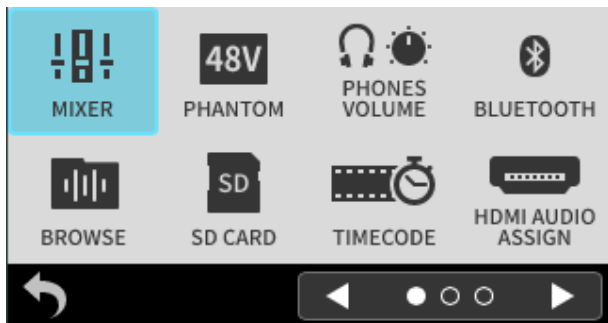 MIXER
48V
PHANTOM
PHONES
VOLUME
BLUETOOTH
BROWSE
SD
SD CARD
TIMECODE
HDMI AUDIO
ASSIGN